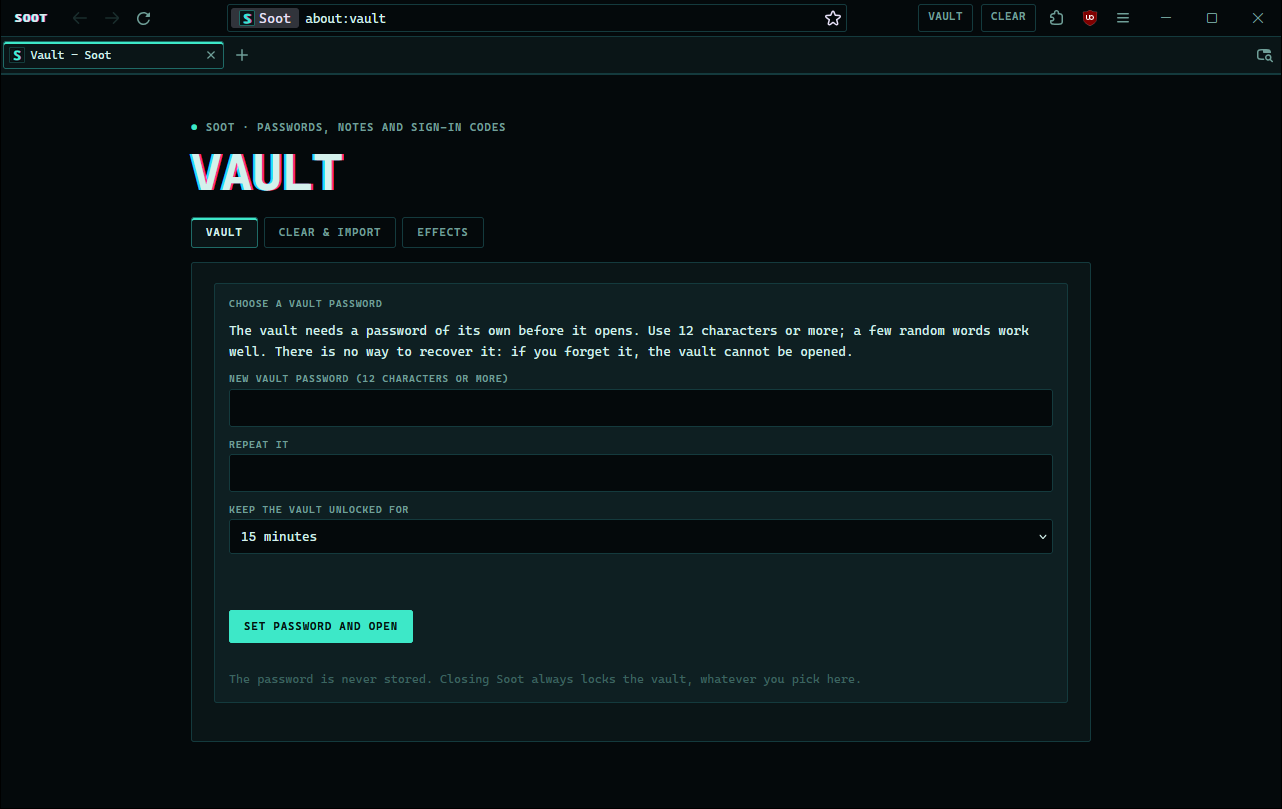 SOOT
S Soot about:vault
VAULT
CLEAR
S Vault — Soot
SOOT · PASSWORDS, NOTES AND SIGN-IN CODES
VAULT
VAULT
CLEAR & IMPORT
EFFECTS
CHOOSE A VAULT PASSWORD
The vault needs a password of its own before it opens. Use 12 characters or more; a few random words work
well. There is no way to recover it: if you forget it, the vault cannot be opened.
NEW VAULT PASSWORD (12 CHARACTERS OR MORE)
REPEAT IT
KEEP THE VAULT UNLOCKED FOR
15 minutes
SET PASSWORD AND OPEN
The password is never stored. Closing Soot always locks the vault, whatever you pick here.